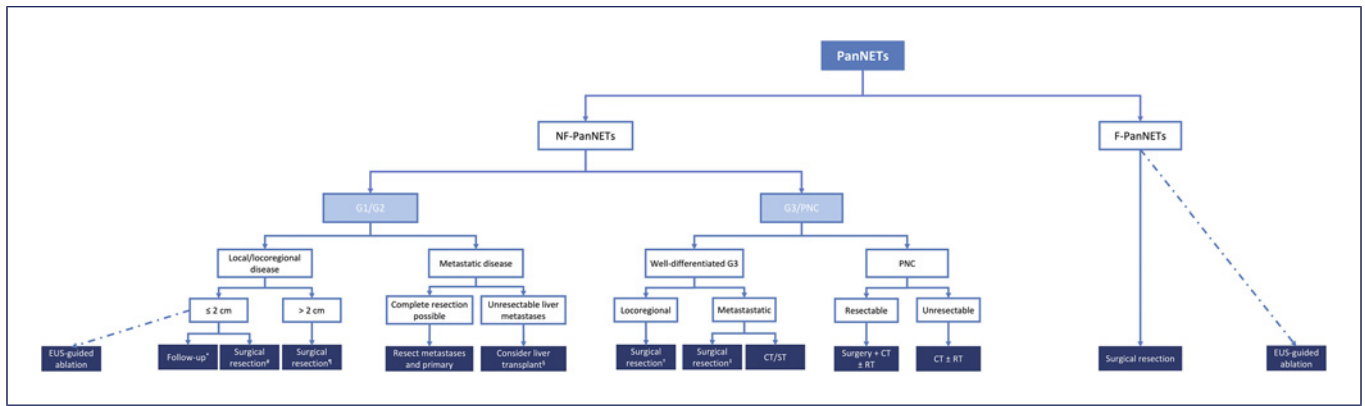 PanNETs
NF-PanNETs
F-PanNETs
G1/G2
G3/PNC
Local/locoregional
disease
Metastatic disease
Well-differentiated G3
PNC
≤ 2 cm
> 2 cm
Complete resection
possible
Unresectable liver
metastases
Locoregional
Metastastatic
Resectable
Unresectable
EUS-guided
ablation
Follow-up*
Surgical
resection#
Surgical
resection¶
Resect metastases
and primary
Consider liver
transplant§
Surgical
resection†
Surgical
resection‡
CT/ST
Surgery + CT
± RT
CT ± RT
Surgical resection
EUS-guided
ablation